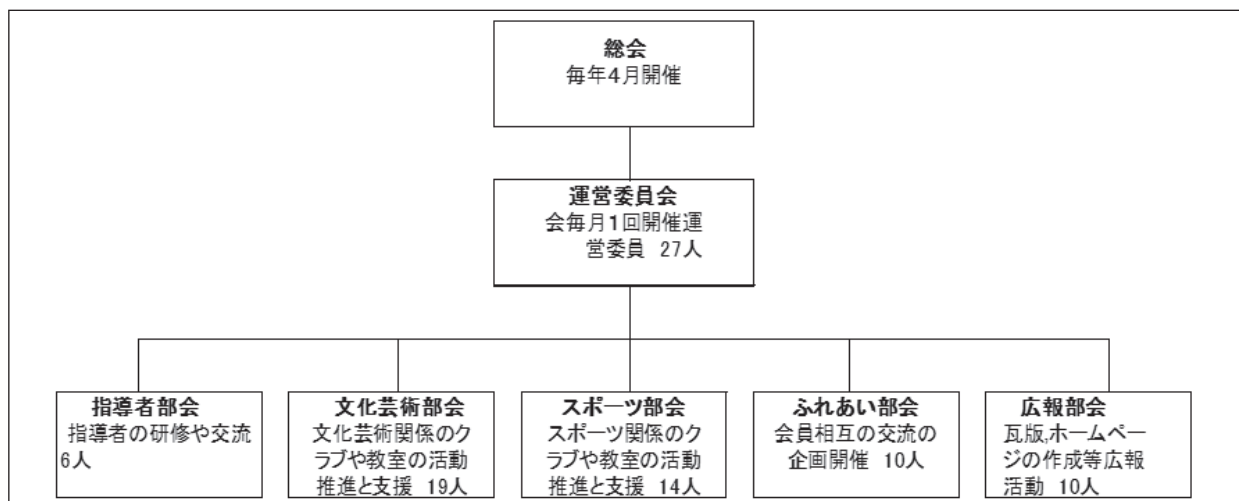 総会
毎年4月開催
運営委員会
会毎月1回開催運
営委員 27人
指導者部会
指導者の研修や交流
6人
文化芸術部会
文化芸術関係のク
ラブや教室の活動
推進と支援 19人
スポーツ部会
スポーツ関係のク
ラブや教室の活動
推進と支援 14人
ふれあい部会
会員相互の交流の
企画開催 10人
広報部会
瓦版,ホームペー
ジの作成等広報
活動 10人